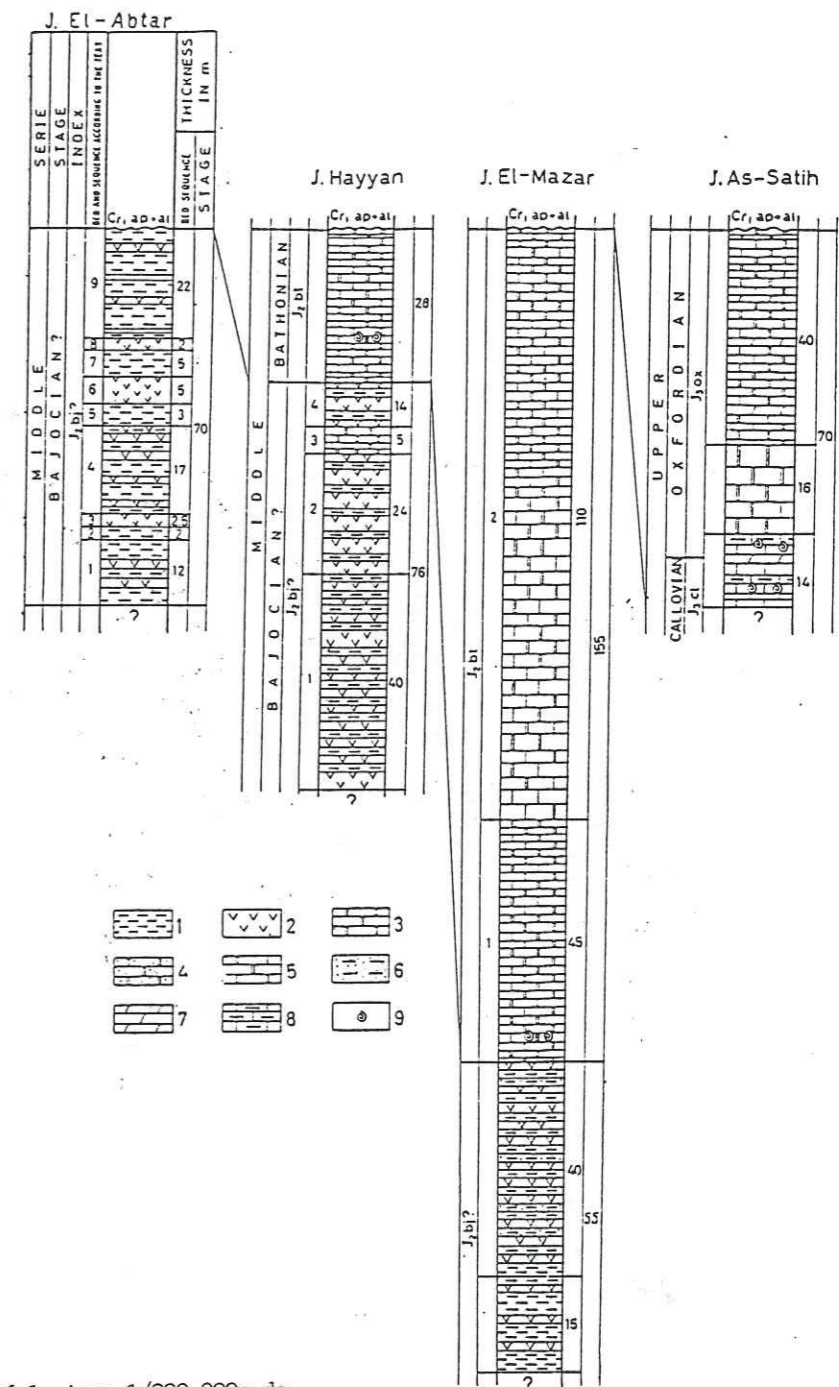 J. El-Abtar
SERIE
STAGE
INDEX
BED AND SEQUENCE ACCORDING TO THE YEAR
THICKNESS
IN m
BED SEQUENCE
STAGE
Cr₁ ap+al
MIDDLE
BAJOCIAN?
J₂bj?
9
22
8
2
7
5
6
5
5
3
70
4
17
3
2.5
2
2
1
12
?
J. Hayyan
Cr₁ ap+al
BATHONIAN
J₂bt
28
MIDDLE
BAJOCIAN?
J₂bj?
4
14
3
5
2
24
76
1
40
?
J. El-Mazar
Cr₁ ap+al
J₂bt
2
110
155
1
45
J₂bj?
40
55
15
?
J. As-Satih
Cr₁ ap+al
UPPER
OXFORDIAN
J₃ox
40
70
16
CALLOVIAN
J₃cl
14
?
1
2
3
4
5
6
7
8
9